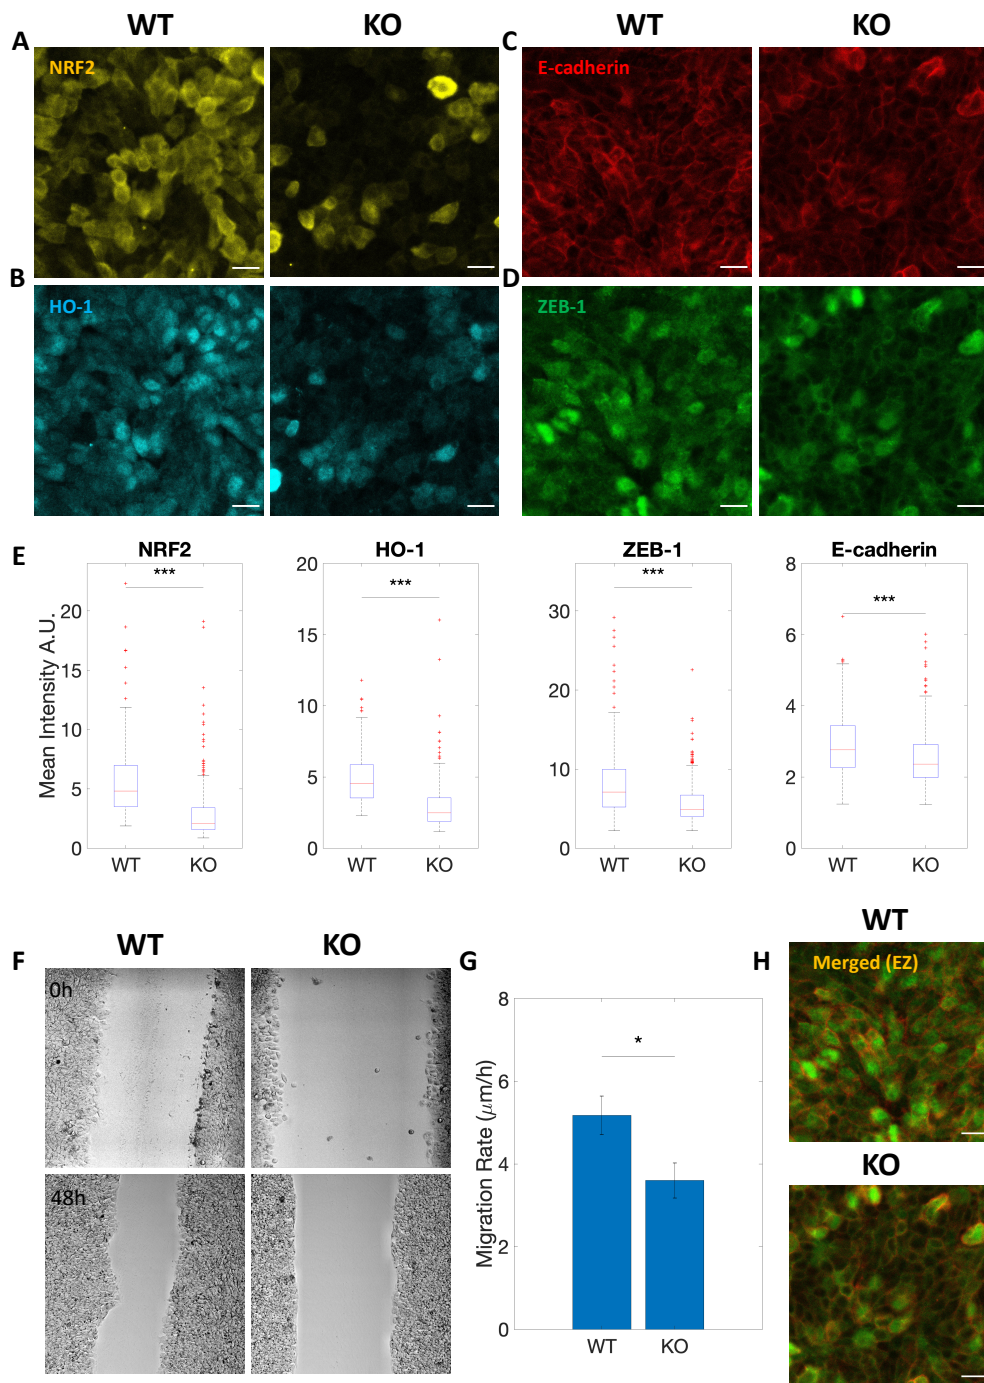 WT KO WT KO
A C
NRF2 E-cadherin
B D
HO-1 ZEB-1
E
NRF2 HO-1 ZEB-1 E-cadherin
*** *** *** ***
Mean Intensity A.U.
20
15
10
5
0
WT KO
20
15
10
5
0
WT KO
30
20
10
0
WT KO
8
6
4
2
0
WT KO
F
WT KO
0h
48h
G
Migration Rate (μm/h)
8
6
4
2
0
*
WT KO
H
WT
Merged (EZ)
KO